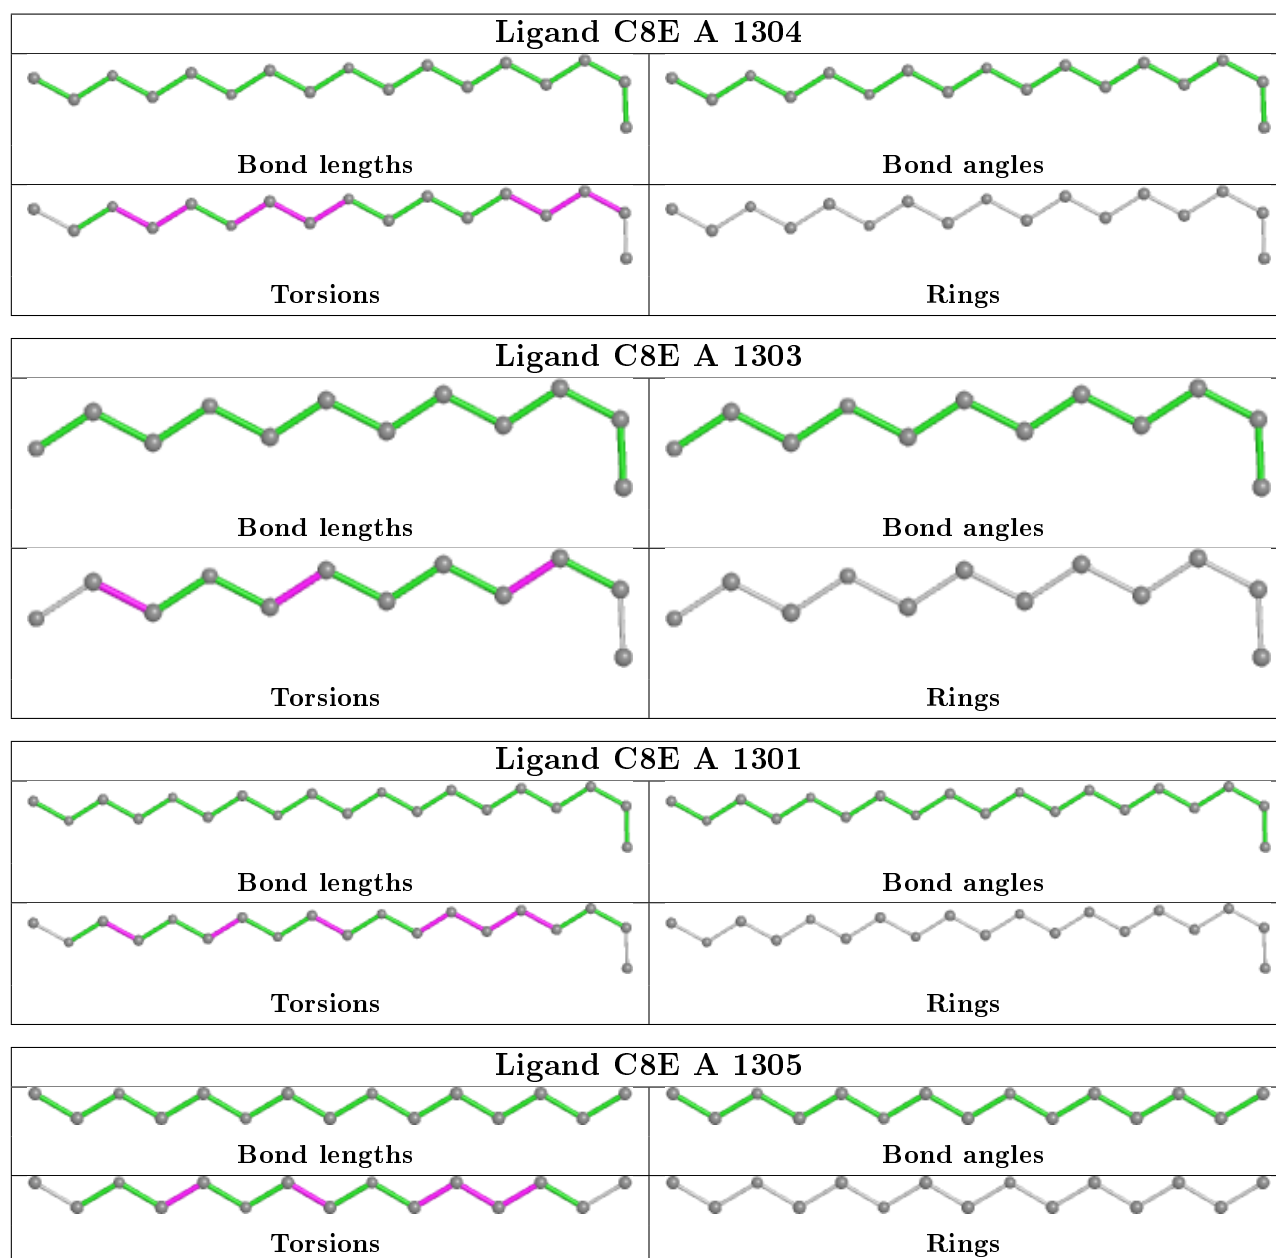 Ligand C8E A 1304
Bond lengths
Bond angles
Torsions
Rings
Ligand C8E A 1303
Bond lengths
Bond angles
Torsions
Rings
Ligand C8E A 1301
Bond lengths
Bond angles
Torsions
Rings
Ligand C8E A 1305
Bond lengths
Bond angles
Torsions
Rings